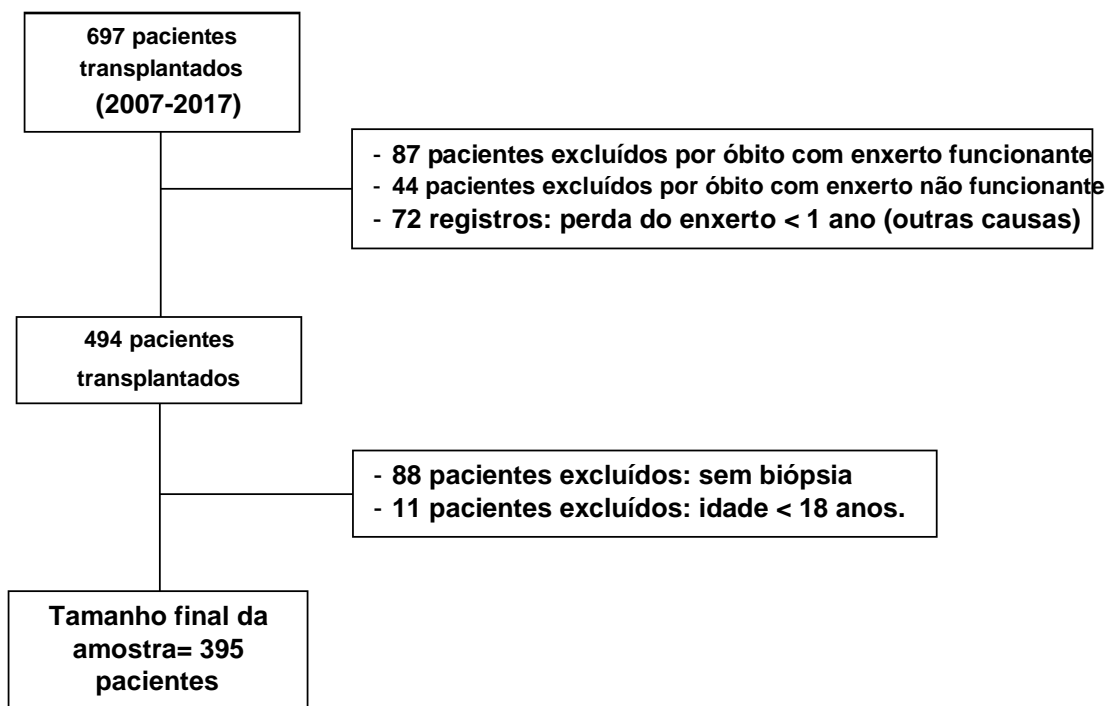 697 pacientes
transplantados
(2007-2017)
- 87 pacientes excluídos por óbito com enxerto funcionante
- 44 pacientes excluídos por óbito com enxerto não funcionante
- 72 registros: perda do enxerto < 1 ano (outras causas)
494 pacientes
transplantados
- 88 pacientes excluídos: sem biópsia
- 11 pacientes excluídos: idade < 18 anos.
Tamanho final da
amostra= 395
pacientes